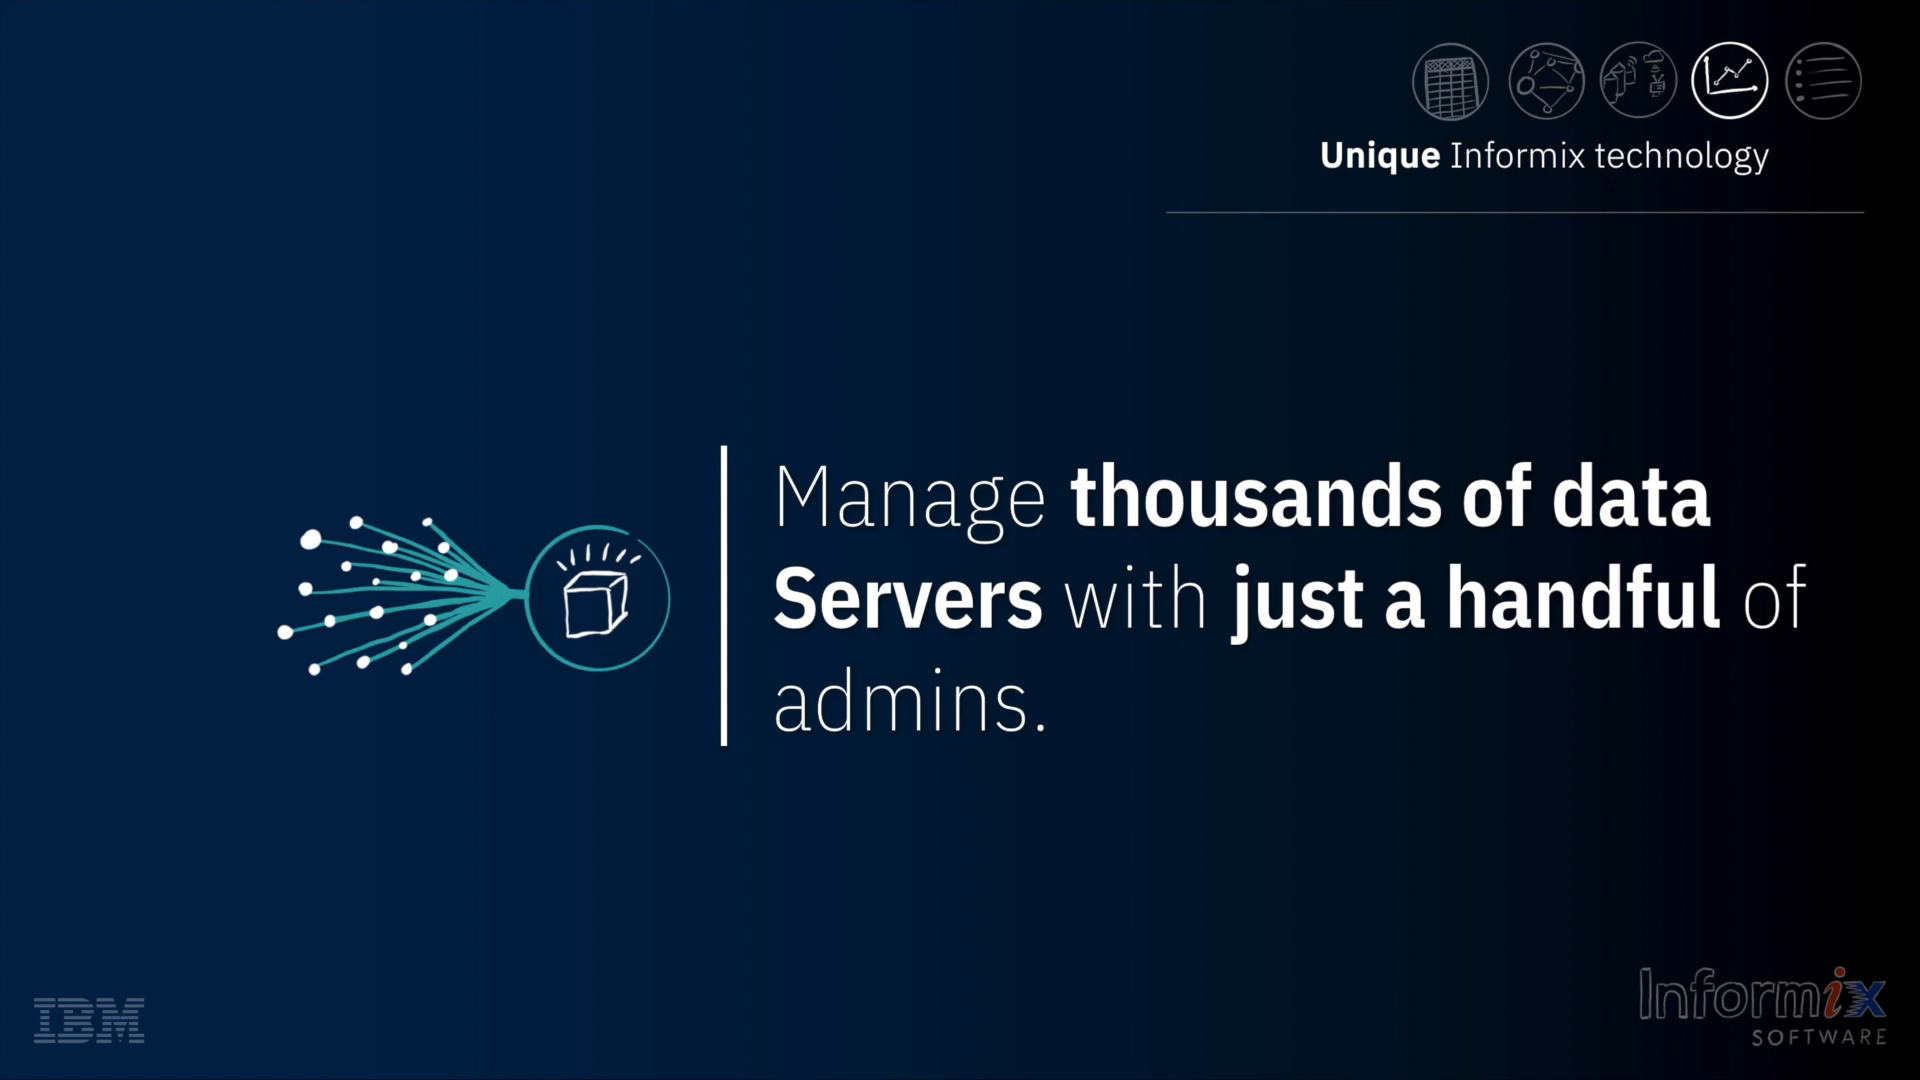 Unique Informix technology
Manage thousands of data
Servers with just a handful of
admins.
IBM
Informix
SOFTWARE